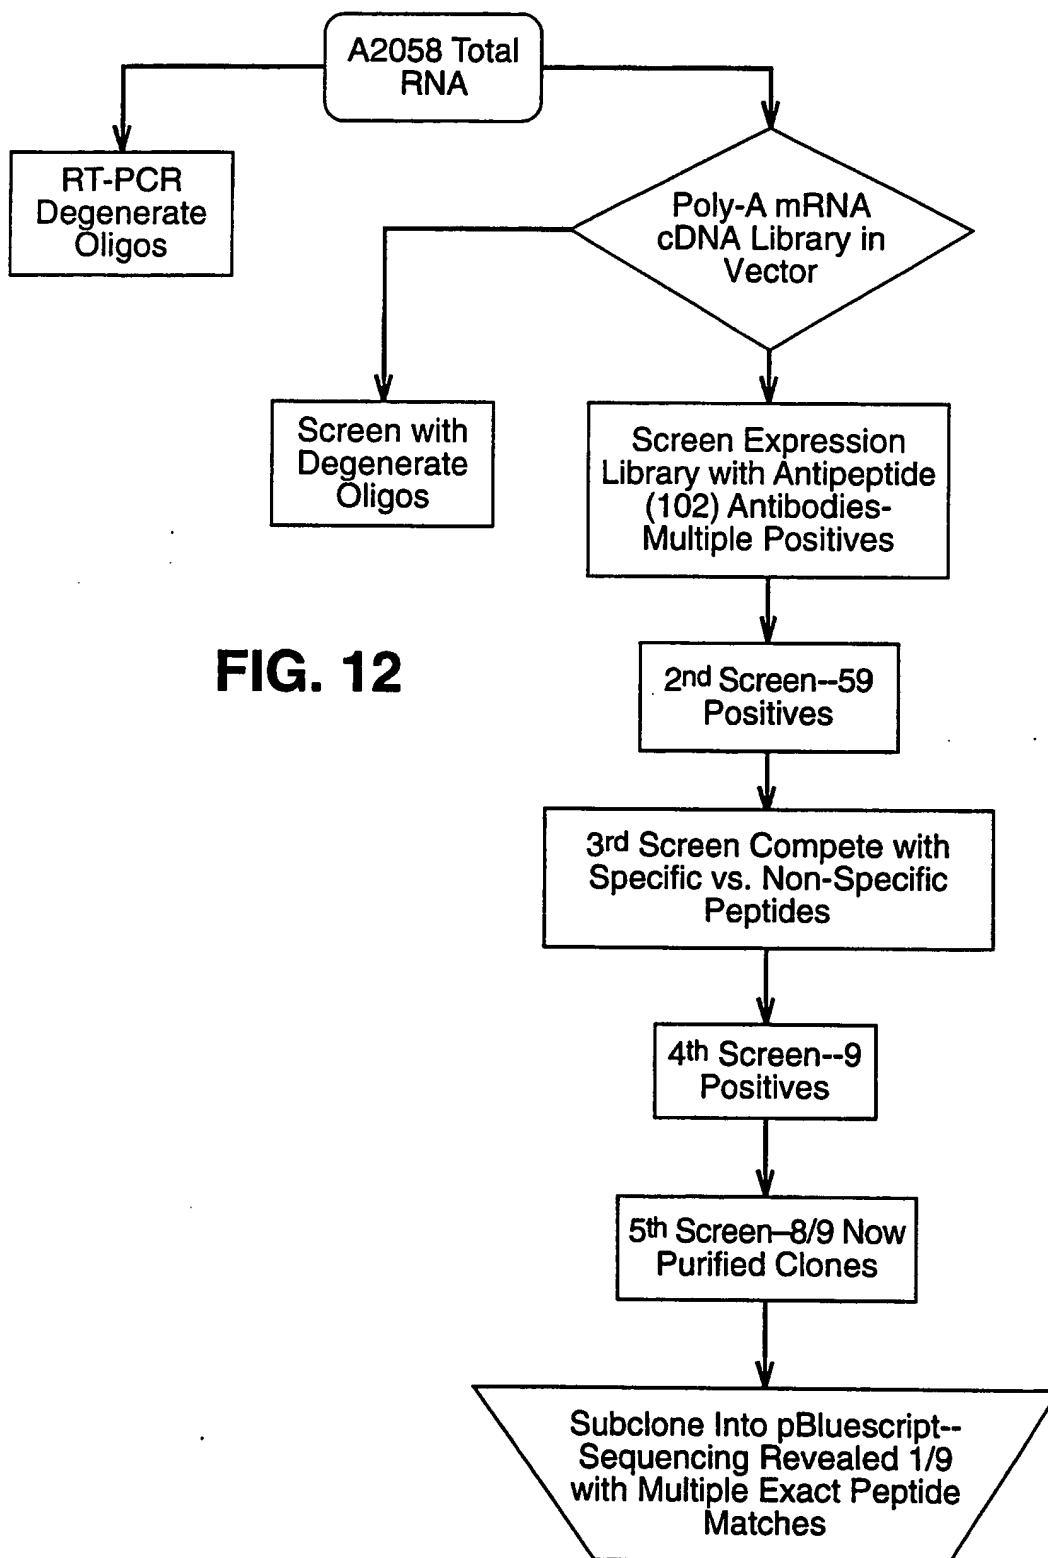 A2058 Total
RNA
RT-PCR
Degenerate
Oligos
Poly-A mRNA
cDNA Library in
Vector
Screen with
Degenerate
Oligos
Screen Expression
Library with Antipeptide
(102) Antibodies-
Multiple Positives
FIG. 12
2nd Screen--59
Positives
3rd Screen Compete with
Specific vs. Non-Specific
Peptides
4th Screen--9
Positives
5th Screen--8/9 Now
Purified Clones
Subclone Into pBluescript--
Sequencing Revealed 1/9
with Multiple Exact Peptide
Matches